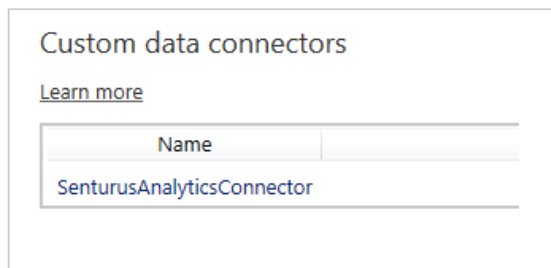 Custom data connectors
Learn more
Name
SenturusAnalyticsConnector